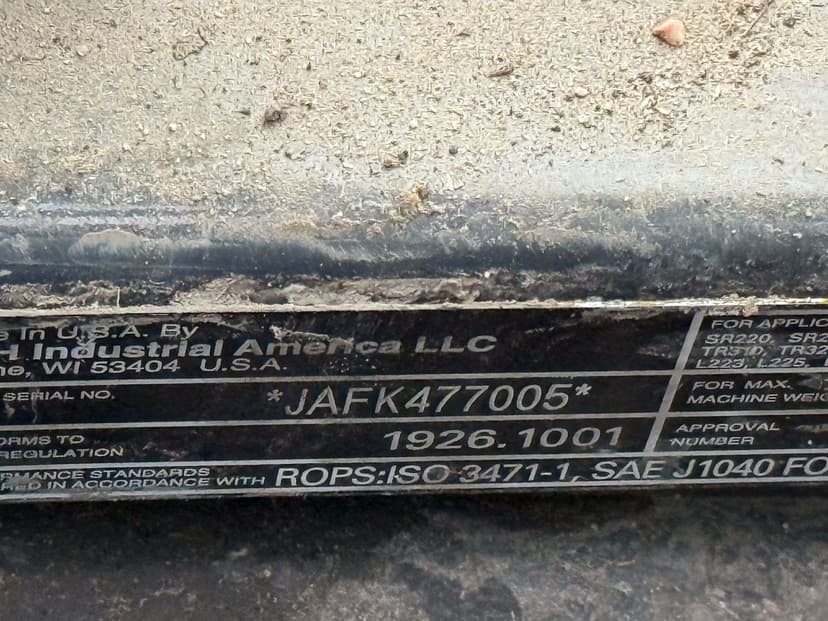 e In U.S.A. By
H Industrial America LLC
ne, WI 53404 U.S.A.
SERIAL NO. *JAFK477005*
ORMS TO
REGULATION 1926.1001
RMANCE STANDARDS
RED IN ACCORDANCE WITH ROPS:ISO 3471-1, SAE J1040 FO
FOR APPLIC
SR220, SR2
TR310, TR32
L223, L225,
FOR MAX.
MACHINE WEIG
APPROVAL
NUMBER